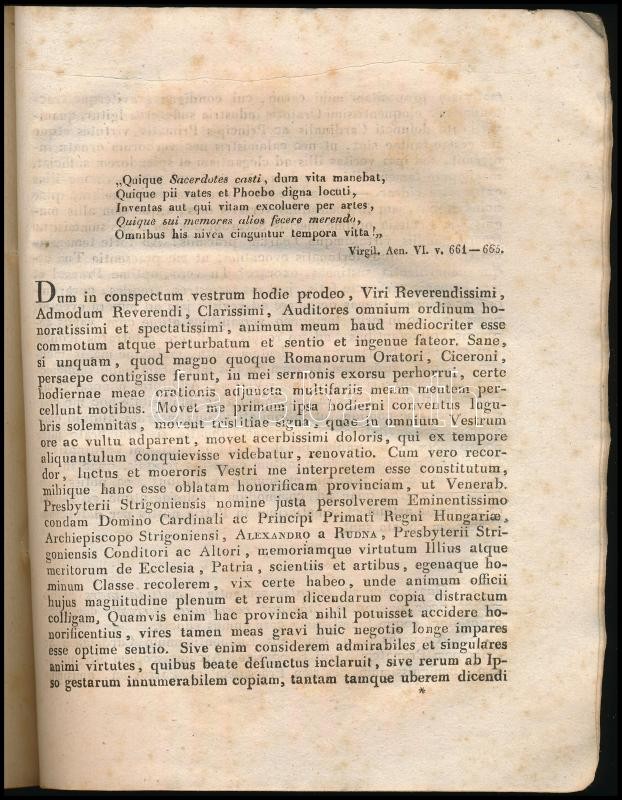 „Quique Sacerdotes casti, dum vita manebat,
Quique pii vates et Phoebo digna locuti,
Inventas aut qui vitam excoluere per artes,
Quique sui memores alios fecere merendo,
Omnibus his nivea cinguntur tempora vitta!„
Virgil. Aen. VI. v. 661—665.
Dum in conspectum vestrum hodie prodeo, Viri Reverendissimi,
Admodum Reverendi, Clarissimi, Auditores omnium ordinum ho-
noratissimi et spectatissimi, animum meum haud mediocriter esse
commotum atque perturbatum et sentio et ingenue fateor. Sane,
si unquam, quod magno quoque Romanorum Oratori, Ciceroni,
persaepe contigisse ferunt, in mei sermonis exorsu perhorrui, certe
hodiernae meae orationis adjuncta multifariis meam mentem per-
cellunt motibus. Movet me primum ipsa hodierni conventus lugu-
bris solemnitas, movent tristitiae signa, quae in omnium Vestrum
ore ac vultu adparent, movet acerbissimi doloris, qui ex tempore
aliquantulum conquievisse videbatur, renovatio. Cum vero recor-
dor, luctus et moeroris Vestri me interpretem esse constitutum,
mihique hanc esse oblatam honorificam provinciam, ut Venerab.
Presbyterii Strigoniensis nomine justa persolverem Eminentissimo
condam Domino Cardinali ac Principi Primati Regni Hungariæ,
Archiepiscopo Strigoniensi, Alexandro a Rudna, Presbyterii Stri-
goniensis Conditori ac Altori, memoriamque virtutum Illius atque
meritorum de Ecclesia, Patria, scientiis et artibus, egenaque ho-
minum Classe recolerem, vix certe habeo, unde animum officii
hujus magnitudine plenum et rerum dicendarum copia distractum
colligam. Quamvis enim hac provincia nihil potuisset accidere ho-
norificentius, vires tamen meas gravi huic negotio longe impares
esse optime sentio. Sive enim considerem admirabiles et singulares
animi virtutes, quibus beate defunctus inclaruit, sive rerum ab Ip-
so gestarum innumerabilem copiam, tantam tamque uberem dicendi
*
darabanth